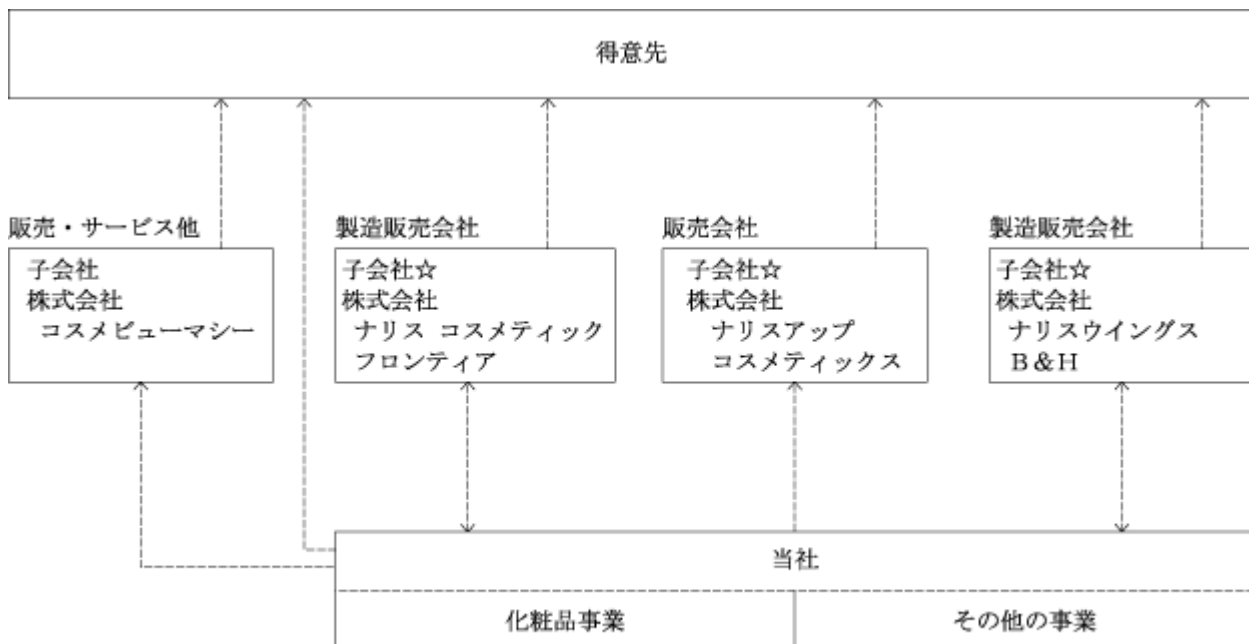 得意先
販売・サービス他
子会社
株式会社
コスメビューマシー
製造販売会社
子会社☆
株式会社
ナリス コスメティック
フロンティア
販売会社
子会社☆
株式会社
ナリスアップ
コスメティックス
製造販売会社
子会社☆
株式会社
ナリスウイングス
Ｂ＆Ｈ
当社
化粧品事業
その他の事業